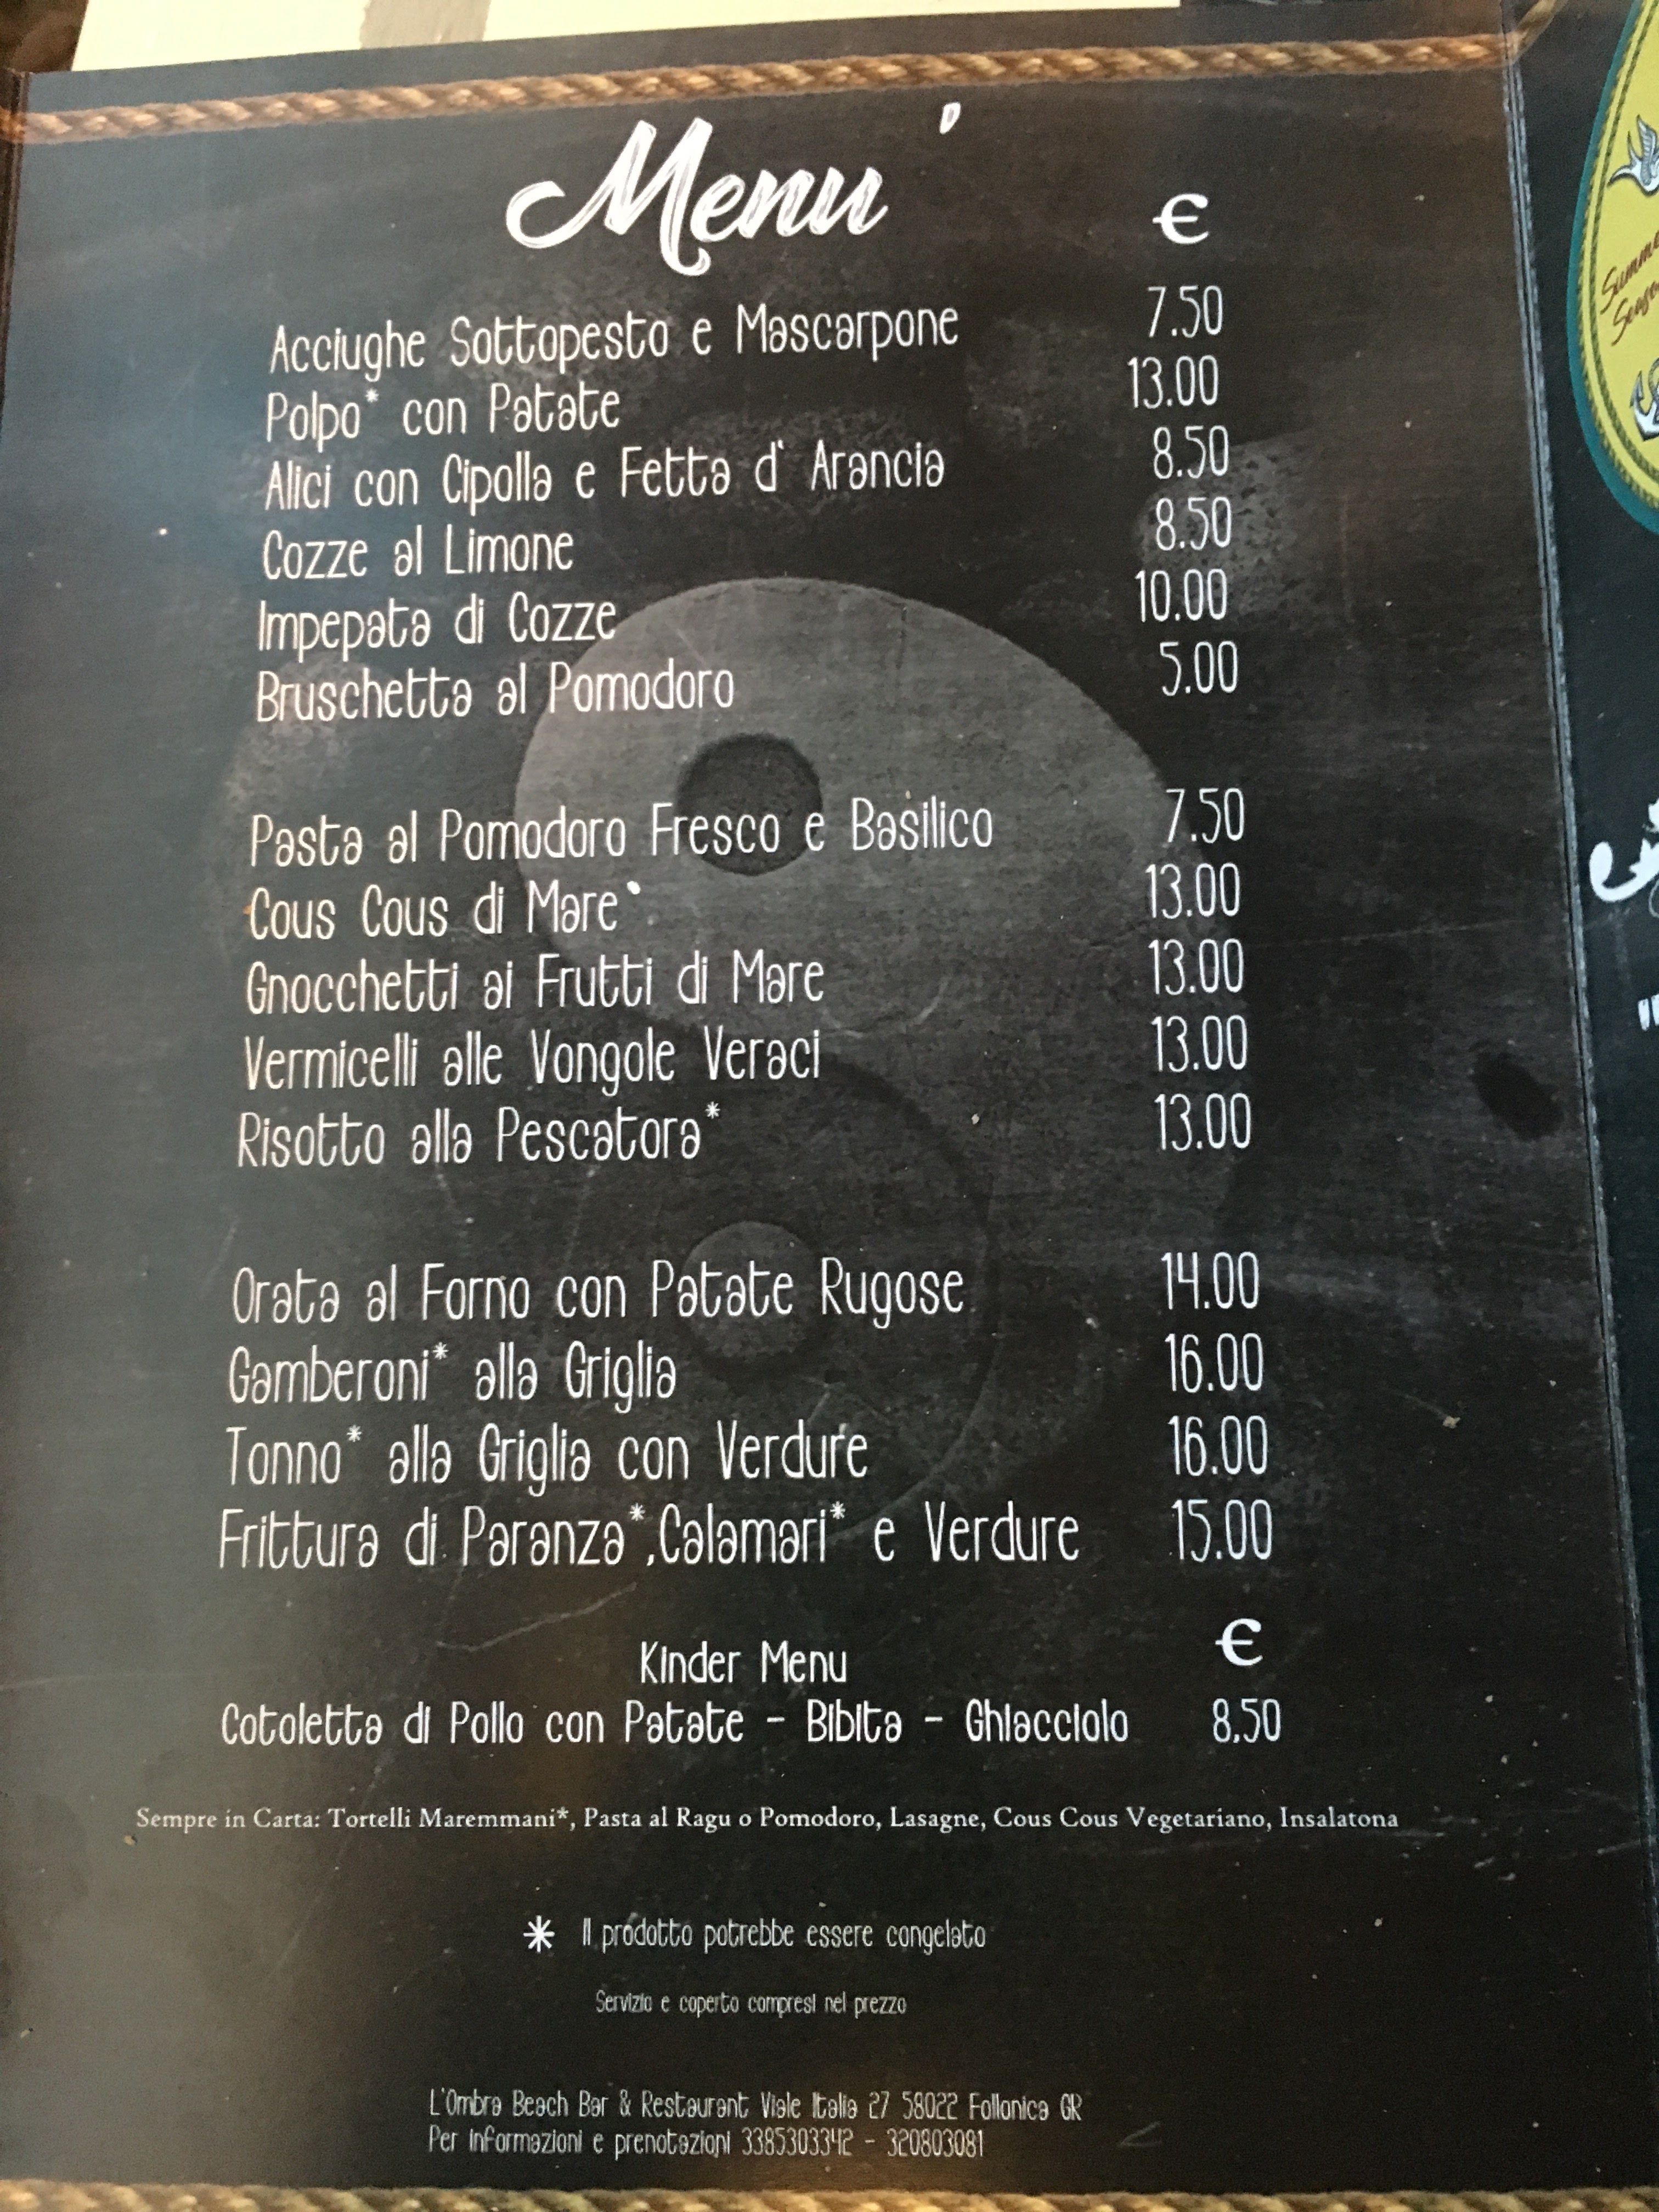 Menu'
€
Acciughe Sottopesto e Mascarpone 7.50
Polpo* con Patate 13.00
Alici con Cipolla e Fetta d' Arancia 8.50
Cozze al Limone 8.50
Impepata di Cozze 10.00
Bruschetta al Pomodoro 5.00
Pasta al Pomodoro Fresco e Basilico 7.50
Cous Cous di Mare* 13.00
Gnocchetti ai Frutti di Mare 13.00
Vermicelli alle Vongole Veraci 13.00
Risotto alla Pescatora* 13.00
Orata al Forno con Patate Rugose 14.00
Gamberoni* alla Griglia 16.00
Tonno* alla Griglia con Verdure 16.00
Frittura di Paranza*,Calamari* e Verdure 15.00
Kinder Menu €
Cotoletta di Pollo con Patate - Bibita - Ghiacciolo 8.50
Sempre in Carta: Tortelli Maremmani*, Pasta al Ragu o Pomodoro, Lasagne, Cous Cous Vegetariano, Insalatona
* Il prodotto potrebbe essere congelato
Servizio e coperto compresi nel prezzo
L'Ombra Beach Bar & Restaurant Viale Italia 27 58022 Follonica GR
Per informazioni e prenotazioni 3385303342 - 320803081